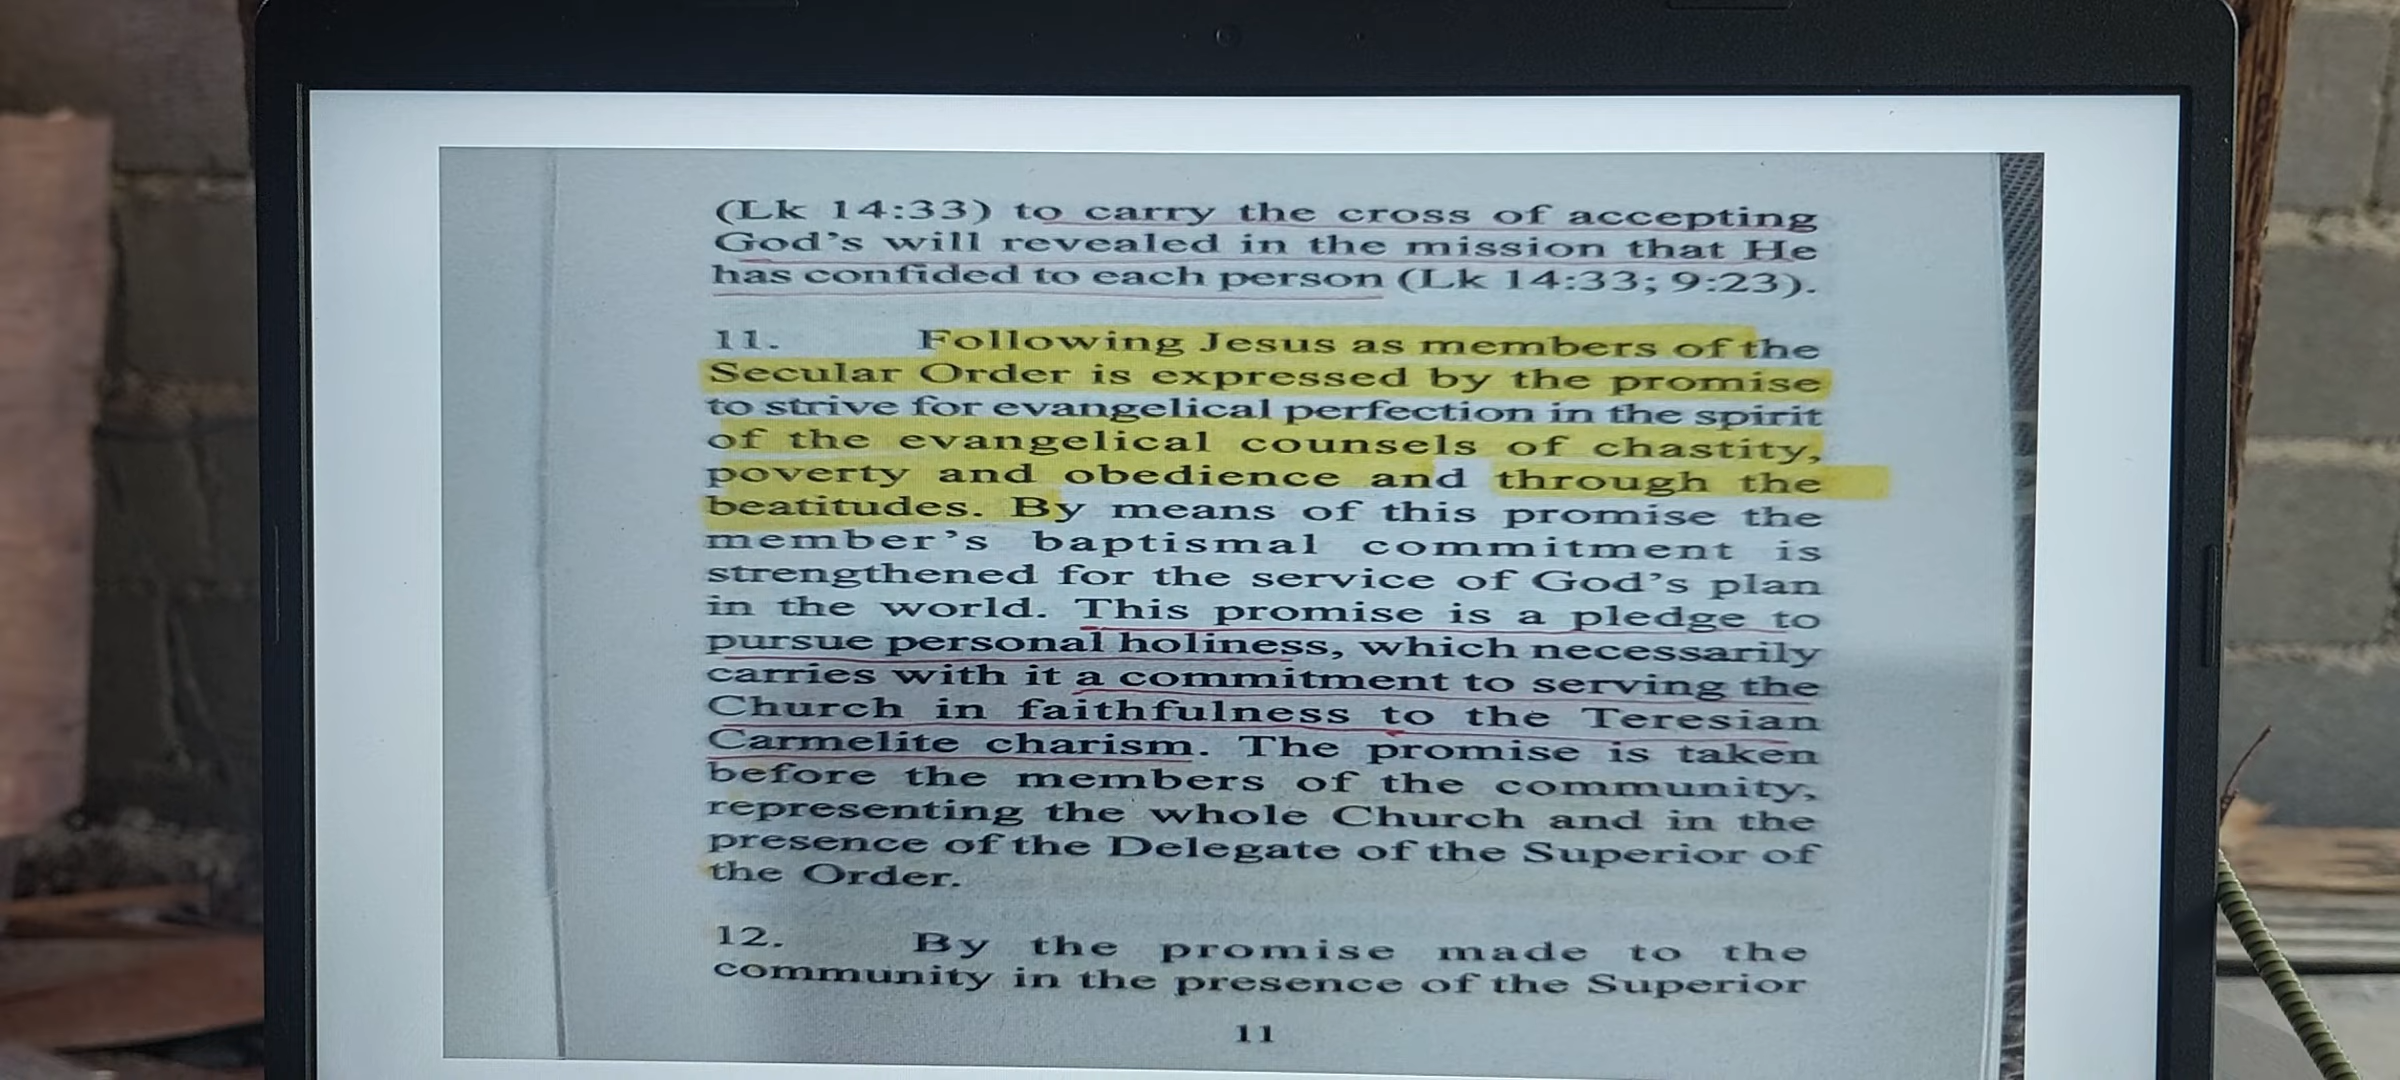 (Lk 14:33) to carry the cross of accepting
God's will revealed in the mission that He
has confided to each person (Lk 14:33; 9:23).
11. Following Jesus as members of the
Secular Order is expressed by the promise
to strive for evangelical perfection in the spirit
of the evangelical counsels of chastity,
poverty and obedience and through the
beatitudes. By means of this promise the
member's baptismal commitment is
strengthened for the service of God's plan
in the world. This promise is a pledge to
pursue personal holiness, which necessarily
carries with it a commitment to serving the
Church in faithfulness to the Teresian
Carmelite charism. The promise is taken
before the members of the community,
representing the whole Church and in the
presence of the Delegate of the Superior of
the Order.
12. By the promise made to the
community in the presence of the Superior
11